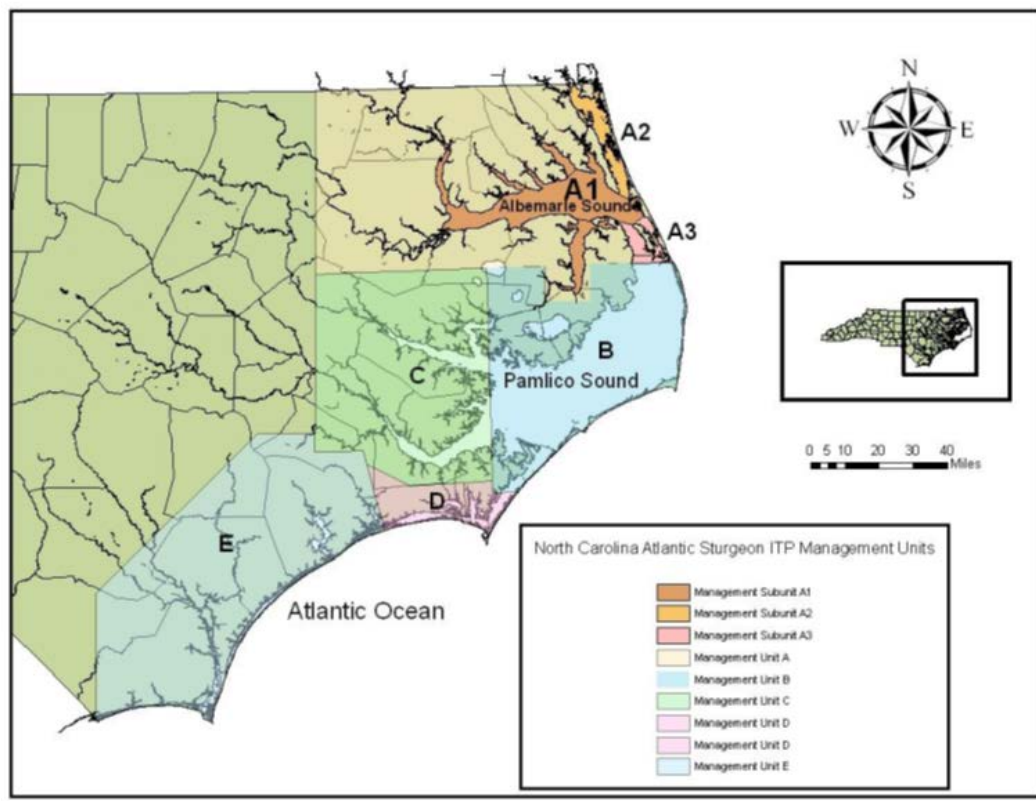 N
W E
S
A2
A1
Albemarle Sound
A3
B
C
Pamlico Sound
0 5 10 20 30 40
Miles
D
E
Atlantic Ocean
North Carolina Atlantic Sturgeon ITP Management Units
Management Subunit A1
Management Subunit A2
Management Subunit A3
Management Unit A
Management Unit B
Management Unit C
Management Unit D
Management Unit D
Management Unit E